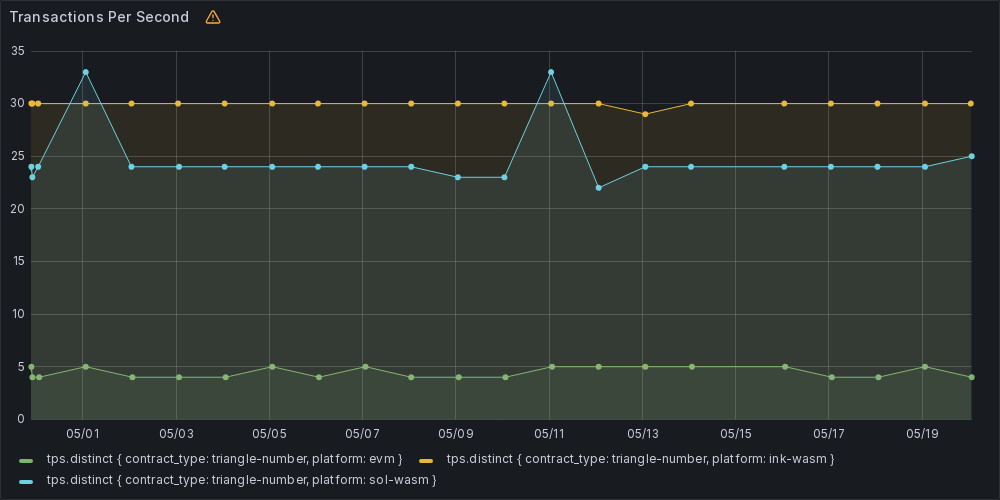 Transactions Per Second
35
30
25
20
15
10
5
0
05/01 05/03 05/05 05/07 05/09 05/11 05/13 05/15 05/17 05/19
tps.distinct { contract_type: triangle-number, platform: evm } tps.distinct { contract_type: triangle-number, platform: ink-wasm }
tps.distinct { contract_type: triangle-number, platform: sol-wasm }